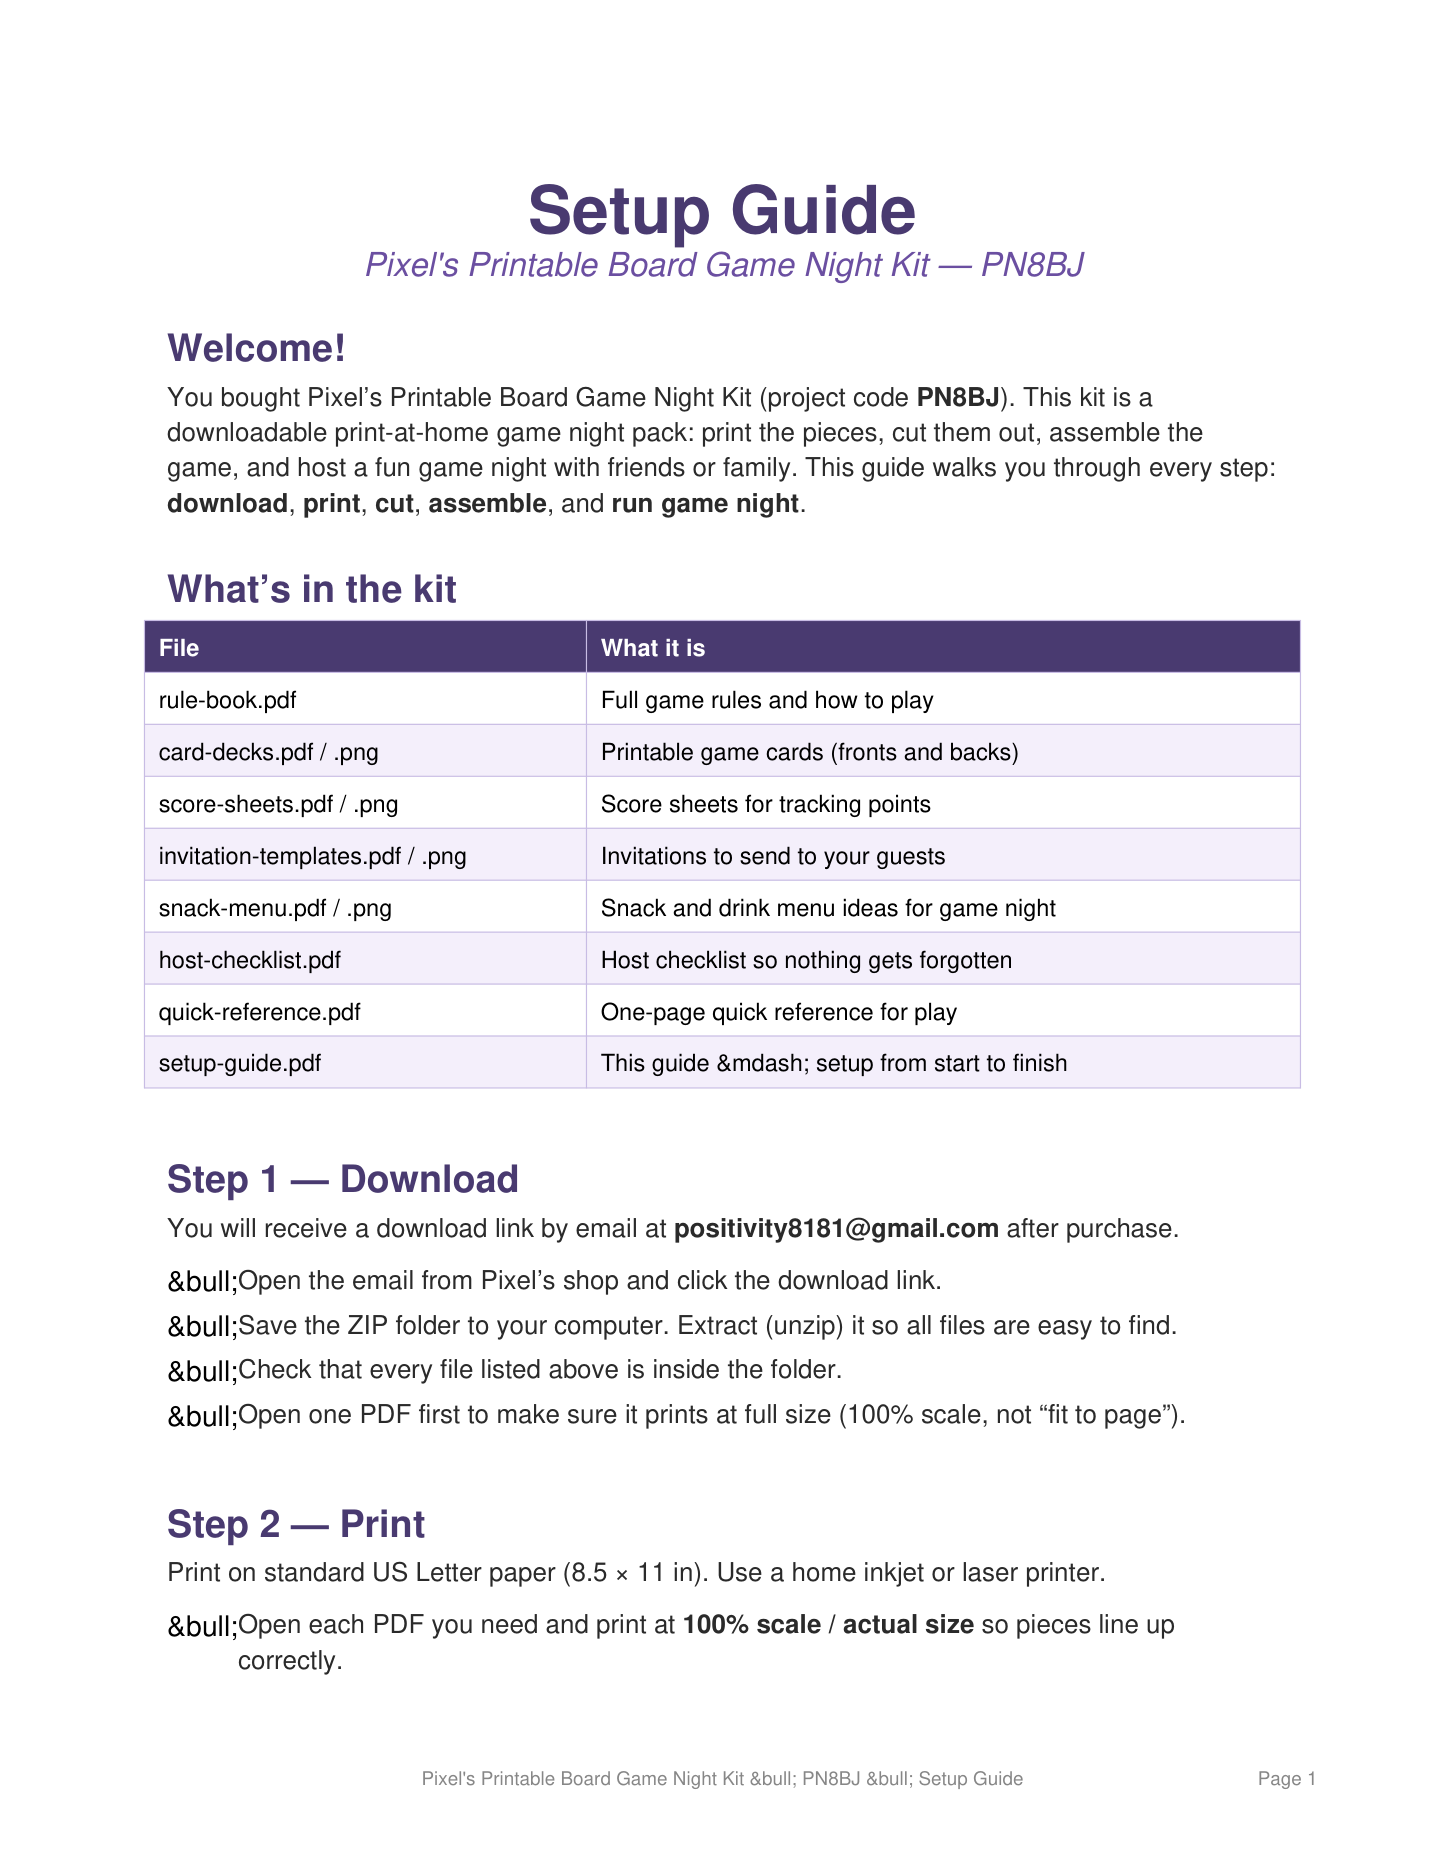 Setup Guide
Pixel's Printable Board Game Night Kit — PN8BJ
Welcome!
You bought Pixel’s Printable Board Game Night Kit (project code PN8BJ). This kit is a
downloadable print-at-home game night pack: print the pieces, cut them out, assemble the
game, and host a fun game night with friends or family. This guide walks you through every step:
download, print, cut, assemble, and run game night.
What’s in the kit
File What it is
rule-book.pdf Full game rules and how to play
card-decks.pdf / .png Printable game cards (fronts and backs)
score-sheets.pdf / .png Score sheets for tracking points
invitation-templates.pdf / .png Invitations to send to your guests
snack-menu.pdf / .png Snack and drink menu ideas for game night
host-checklist.pdf Host checklist so nothing gets forgotten
quick-reference.pdf One-page quick reference for play
setup-guide.pdf This guide &mdash; setup from start to finish
Step 1 — Download
You will receive a download link by email at positivity8181@gmail.com after purchase.
&bull;Open the email from Pixel’s shop and click the download link.
&bull;Save the ZIP folder to your computer. Extract (unzip) it so all files are easy to find.
&bull;Check that every file listed above is inside the folder.
&bull;Open one PDF first to make sure it prints at full size (100% scale, not “fit to page”).
Step 2 — Print
Print on standard US Letter paper (8.5 × 11 in). Use a home inkjet or laser printer.
&bull;Open each PDF you need and print at 100% scale / actual size so pieces line up
correctly.
Pixel's Printable Board Game Night Kit &bull; PN8BJ &bull; Setup Guide Page 1